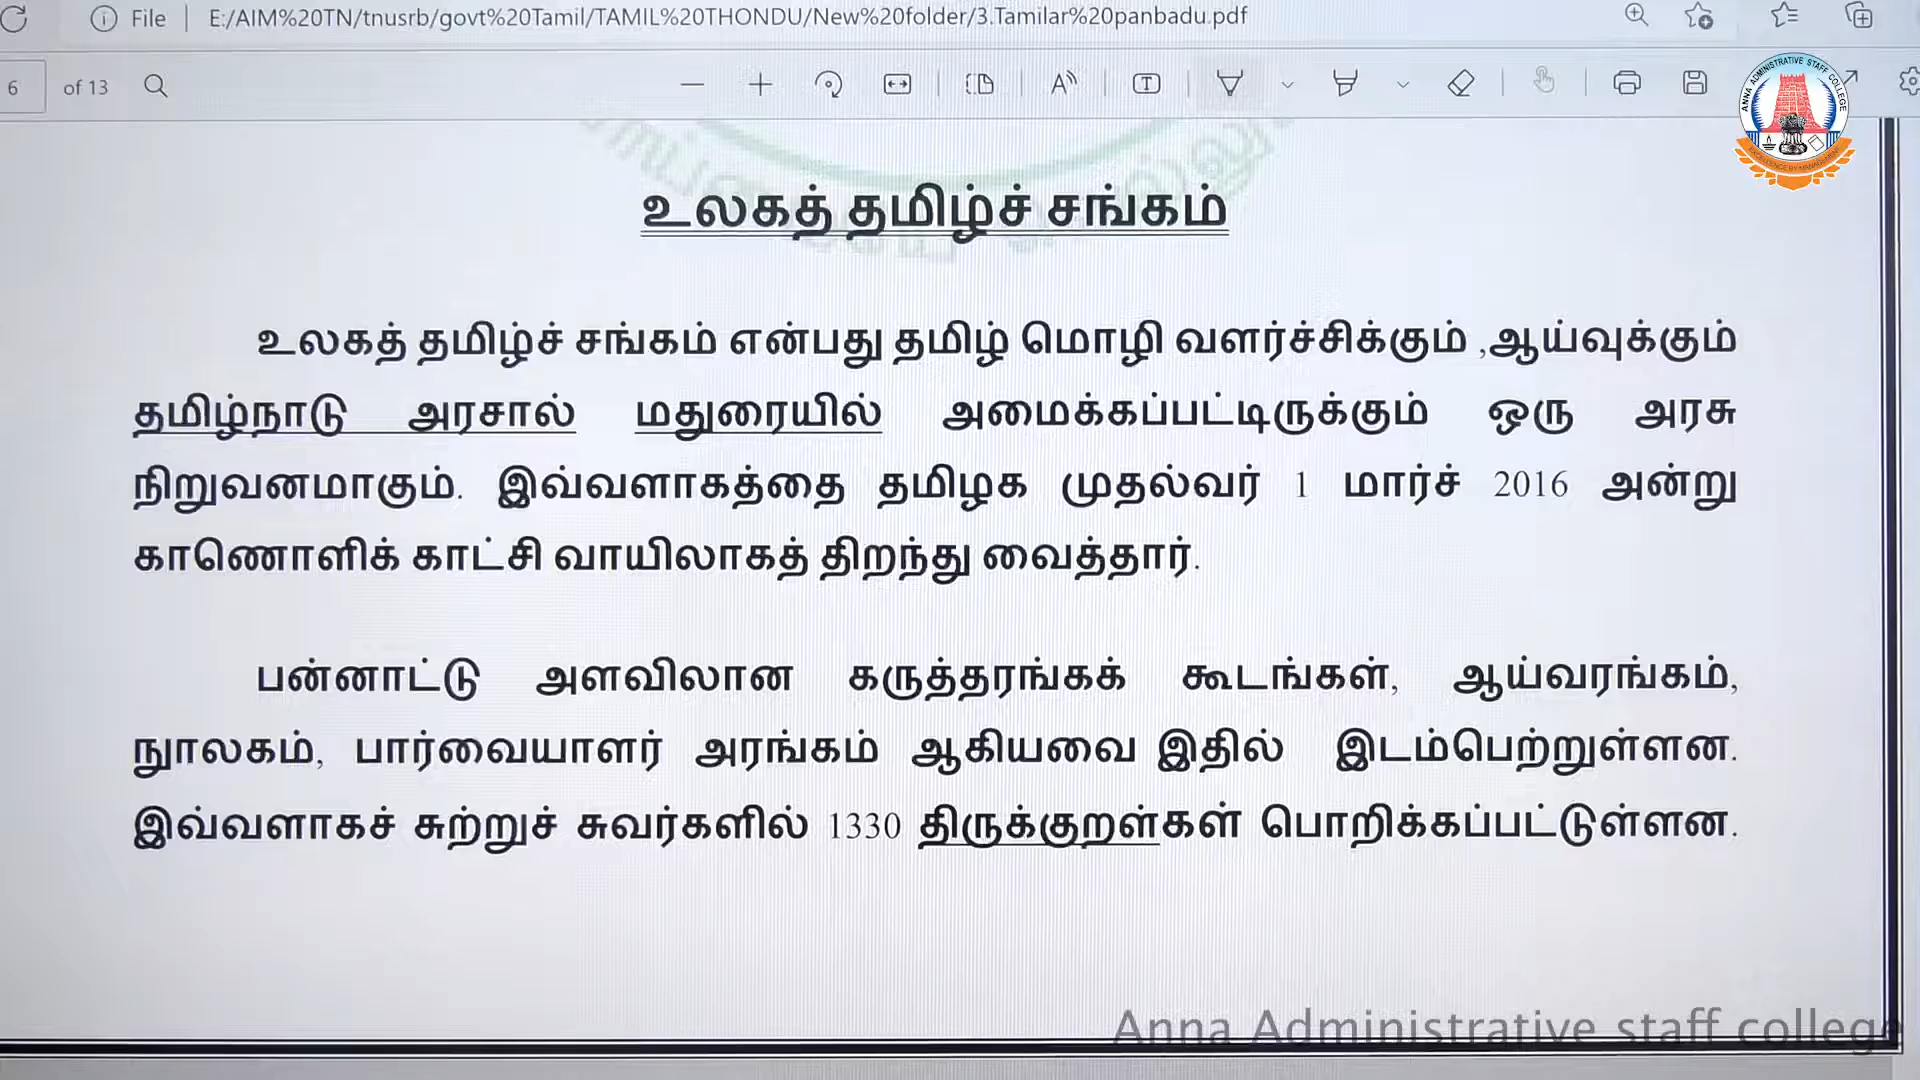 File E:/AIM%20TN/tnusrb/govt%20Tamil/TAMIL%20THONDU/New%20folder/3.Tamilar%20panbadu.pdf
6 of 13
ANNA ADMINISTRATIVE STAFF COLLEGE
உலகத் தமிழ்ச் சங்கம்
உலகத் தமிழ்ச் சங்கம் என்பது தமிழ் மொழி வளர்ச்சிக்கும் ,ஆய்வுக்கும்
தமிழ்நாடு அரசால் மதுரையில் அமைக்கப்பட்டிருக்கும் ஒரு அரசு
நிறுவனமாகும். இவ்வளாகத்தை தமிழக முதல்வர் 1 மார்ச் 2016 அன்று
காணொளிக் காட்சி வாயிலாகத் திறந்து வைத்தார்.
பன்னாட்டு அளவிலான கருத்தரங்கக் கூடங்கள், ஆய்வரங்கம்,
நூலகம், பார்வையாளர் அரங்கம் ஆகியவை இதில் இடம்பெற்றுள்ளன.
இவ்வளாகச் சுற்றுச் சுவர்களில் 1330 திருக்குறள்கள் பொறிக்கப்பட்டுள்ளன.
Anna Administrative staff college